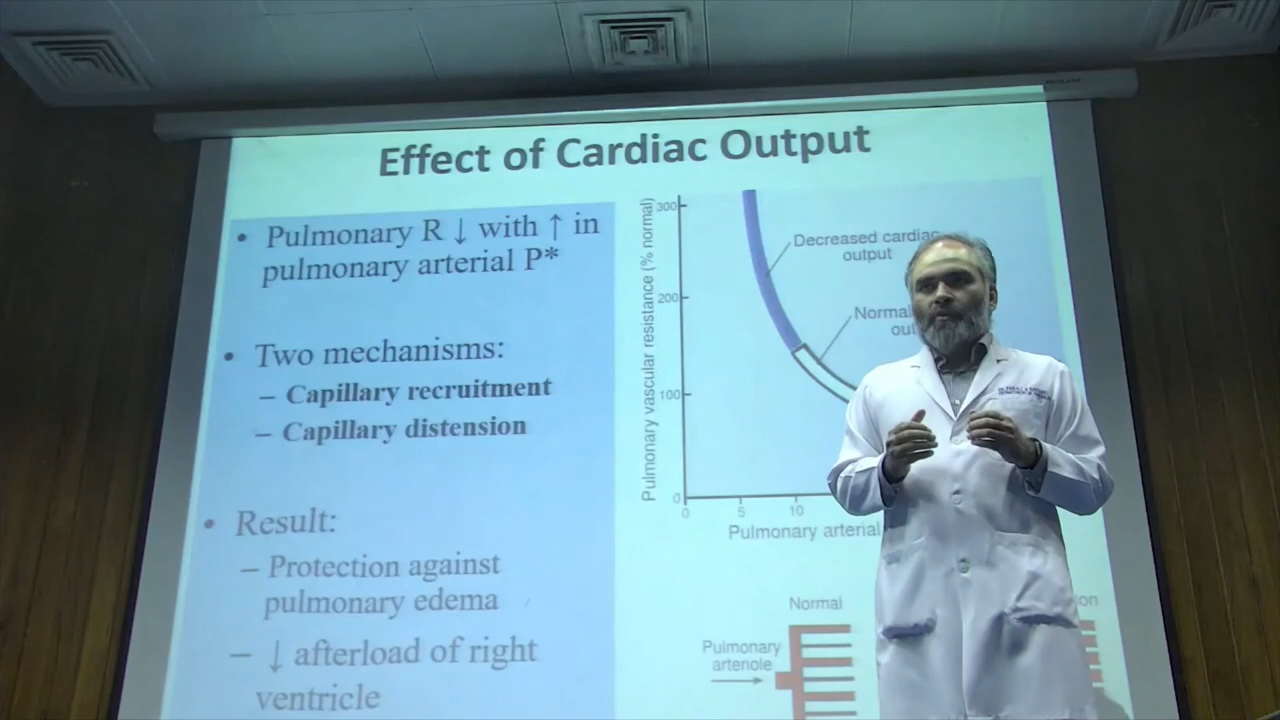 Effect of Cardiac Output
• Pulmonary R ↓ with ↑ in
pulmonary arterial P*
• Two mechanisms:
– Capillary recruitment
– Capillary distension
• Result:
– Protection against
pulmonary edema
– ↓ afterload of right
ventricle
Pulmonary vascular resistance (% normal)
300
200
100
0
0
5
10
Decreased cardiac
output
Normal
Pulmonary arterial
Normal
Pulmonary
arteriole